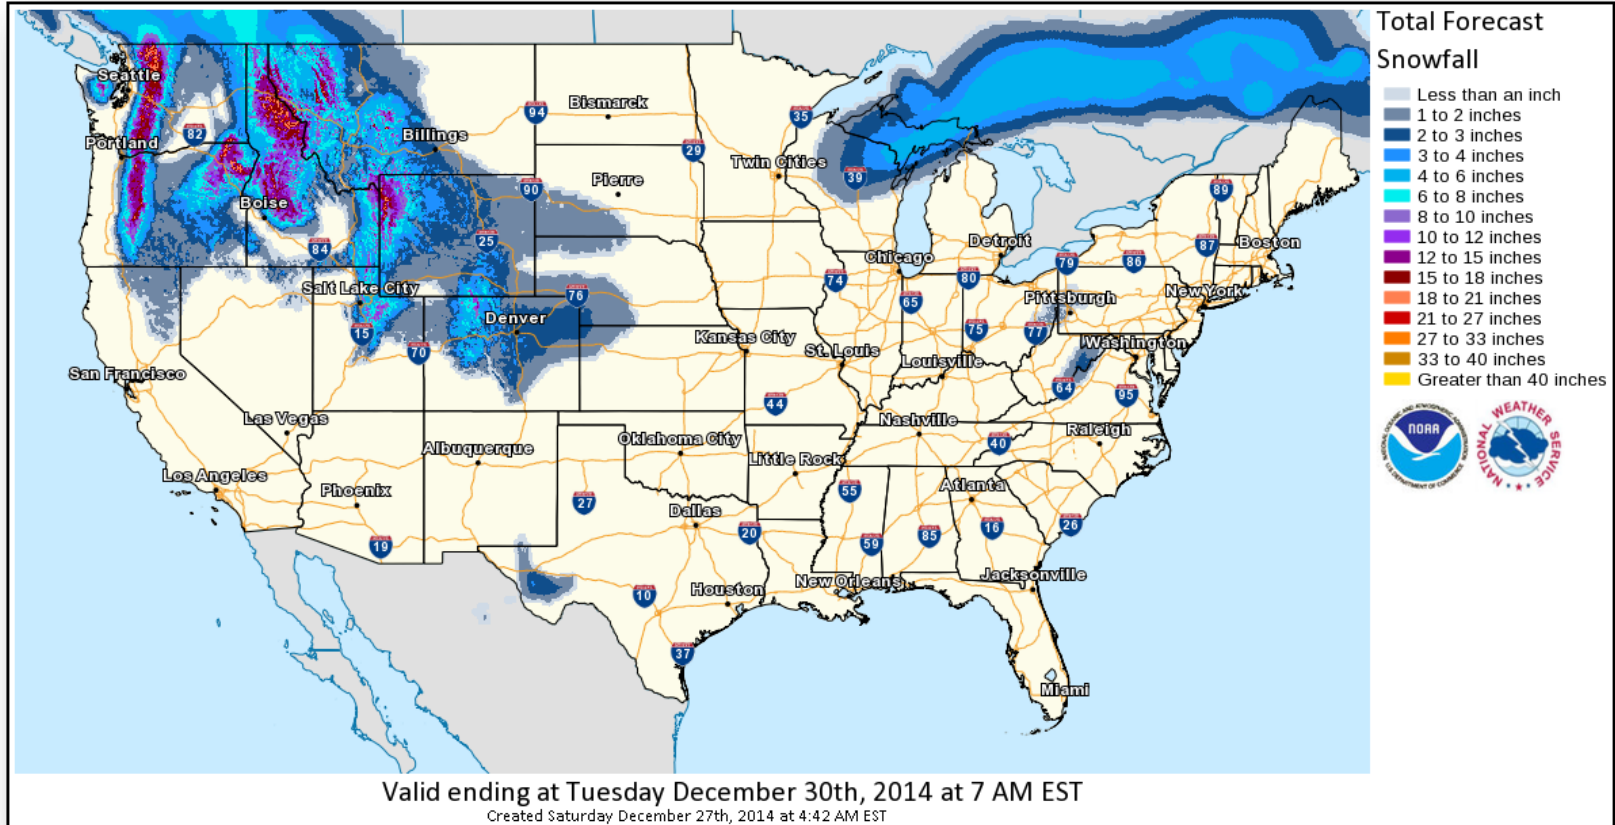 Total Forecast
Snowfall
Less than an inch
1 to 2 inches
2 to 3 inches
3 to 4 inches
4 to 6 inches
6 to 8 inches
8 to 10 inches
10 to 12 inches
12 to 15 inches
15 to 18 inches
18 to 21 inches
21 to 27 inches
27 to 33 inches
33 to 40 inches
Greater than 40 inches
NOAA
NATIONAL WEATHER SERVICE
Seattle
Portland
82
Billings
94
Bismarck
35
29
Twin Cities
39
89
Boise
90
Pierre
84
25
Chicago
Detroit
79
86
87
Boston
Salt Lake City
76
74
65
80
Pittsburgh
New York
15
70
Denver
Kansas City
St. Louis
75
77
Louisville
Washington
San Francisco
44
64
95
Las Vegas
Albuquerque
Oklahoma City
Nashville
40
Raleigh
Los Angeles
Phoenix
Little Rock
Atlanta
27
Dallas
55
19
20
59
85
16
26
10
Houston
New Orleans
Jacksonville
37
Miami
Valid ending at Tuesday December 30th, 2014 at 7 AM EST
Created Saturday December 27th, 2014 at 4:42 AM EST